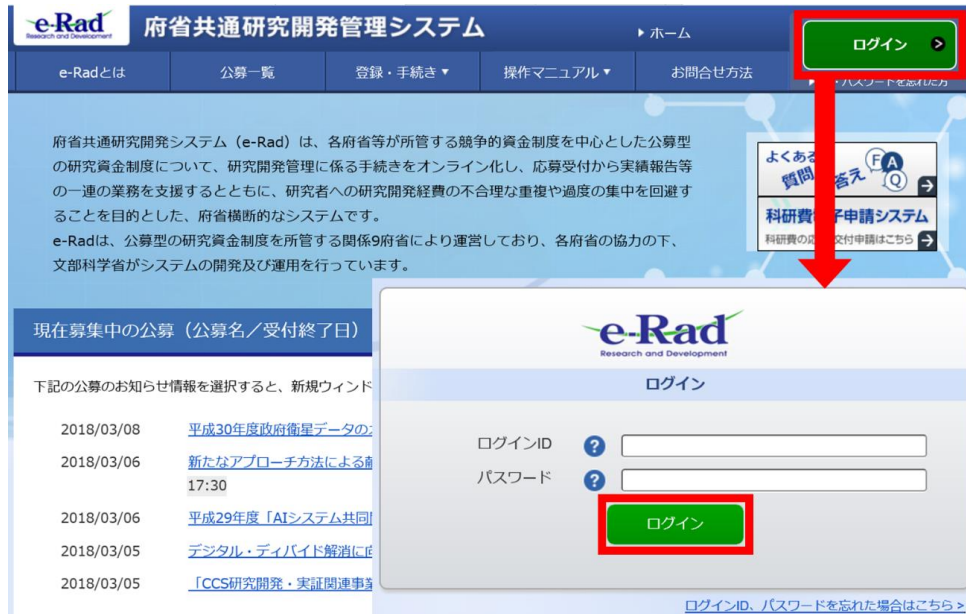 e-Rad
Research and Development
府省共通研究開発管理システム
ホーム
ログイン
e-Radとは
公募一覧
登録・手続き▼
操作マニュアル▼
お問合せ方法
パスワードを忘れた方
府省共通研究開発システム（e-Rad）は、各府省等が所管する競争的資金制度を中心とした公募型
の研究資金制度について、研究開発管理に係る手続きをオンライン化し、応募受付から実績報告等
の一連の業務を支援するとともに、研究者への研究開発経費の不合理な重複や過度の集中を回避す
ることを目的とした、府省横断的なシステムです。
e-Radは、公募型の研究資金制度を所管する関係9府省により運営しており、各府省の協力の下、
文部科学省がシステムの開発及び運用を行っています。
よくある
質問 答え
FAQ
科研費 子申請システム
科研費の応 交付申請はこちら
現在募集中の公募（公募名／受付終了日）
下記の公募のお知らせ情報を選択すると、新規ウィンド
2018/03/08 平成30年度政府衛星データの
2018/03/06 新たなアプローチ方法による
17:30
2018/03/06 平成29年度「AIシステム共同
2018/03/05 デジタル・ディバイド解消に
2018/03/05 「CCS研究開発・実証関連事業
e-Rad
Research and Development
ログイン
ログインID ?
パスワード ?
ログイン
ログインID、パスワードを忘れた場合はこちら>